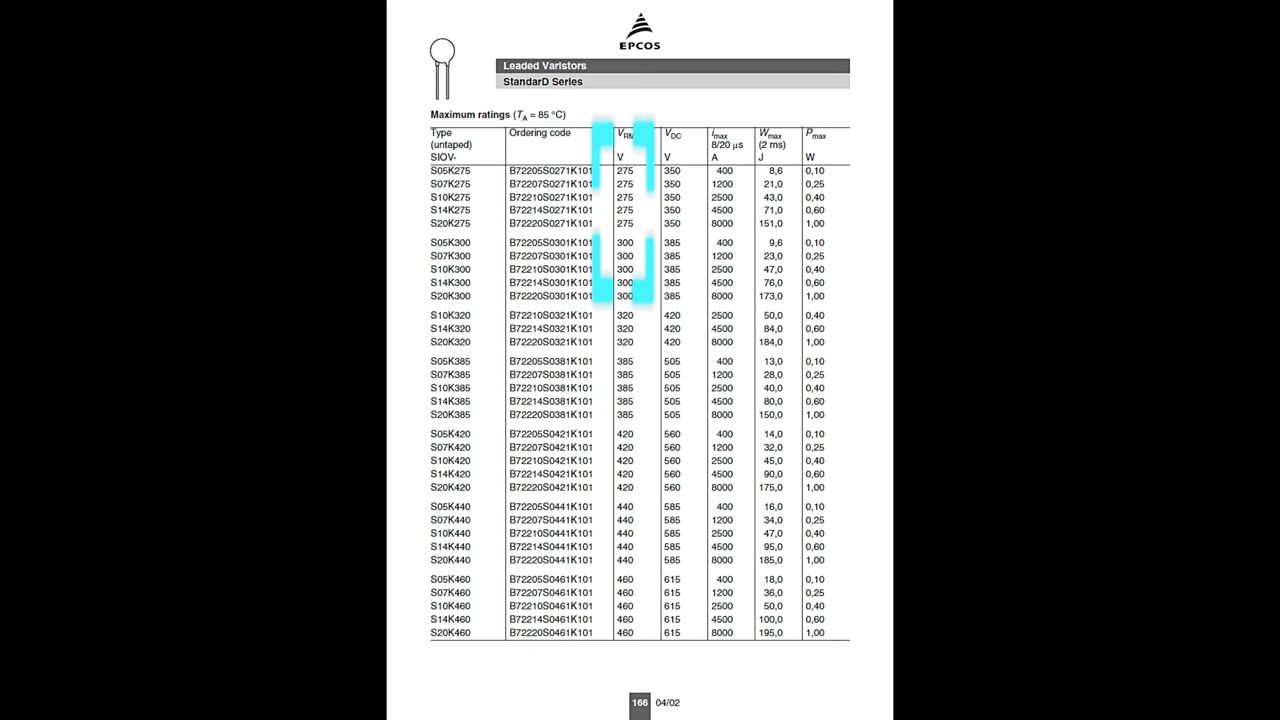 EPCOS
Leaded Varistors
StandarD Series
Maximum ratings (TA = 85 °C)
Type Ordering code VRM VDC imax Wmax Pmax
(untaped) 8/20 μs (2 ms)
SIOV- V V A J W
S05K275 B72205S0271K101 275 350 400 8,6 0,10
S07K275 B72207S0271K101 275 350 1200 21,0 0,25
S10K275 B72210S0271K101 275 350 2500 43,0 0,40
S14K275 B72214S0271K101 275 350 4500 71,0 0,60
S20K275 B72220S0271K101 275 350 8000 151,0 1,00
S05K300 B72205S0301K101 300 385 400 9,6 0,10
S07K300 B72207S0301K101 300 385 1200 23,0 0,25
S10K300 B72210S0301K101 300 385 2500 47,0 0,40
S14K300 B72214S0301K101 300 385 4500 76,0 0,60
S20K300 B72220S0301K101 300 385 8000 173,0 1,00
S10K320 B72210S0321K101 320 420 2500 50,0 0,40
S14K320 B72214S0321K101 320 420 4500 84,0 0,60
S20K320 B72220S0321K101 320 420 8000 184,0 1,00
S05K385 B72205S0381K101 385 505 400 13,0 0,10
S07K385 B72207S0381K101 385 505 1200 28,0 0,25
S10K385 B72210S0381K101 385 505 2500 40,0 0,40
S14K385 B72214S0381K101 385 505 4500 80,0 0,60
S20K385 B72220S0381K101 385 505 8000 150,0 1,00
S05K420 B72205S0421K101 420 560 400 14,0 0,10
S07K420 B72207S0421K101 420 560 1200 32,0 0,25
S10K420 B72210S0421K101 420 560 2500 45,0 0,40
S14K420 B72214S0421K101 420 560 4500 90,0 0,60
S20K420 B72220S0421K101 420 560 8000 175,0 1,00
S05K440 B72205S0441K101 440 585 400 16,0 0,10
S07K440 B72207S0441K101 440 585 1200 34,0 0,25
S10K440 B72210S0441K101 440 585 2500 47,0 0,40
S14K440 B72214S0441K101 440 585 4500 95,0 0,60
S20K440 B72220S0441K101 440 585 8000 185,0 1,00
S05K460 B72205S0461K101 460 615 400 18,0 0,10
S07K460 B72207S0461K101 460 615 1200 36,0 0,25
S10K460 B72210S0461K101 460 615 2500 50,0 0,40
S14K460 B72214S0461K101 460 615 4500 100,0 0,60
S20K460 B72220S0461K101 460 615 8000 195,0 1,00
166 04/02